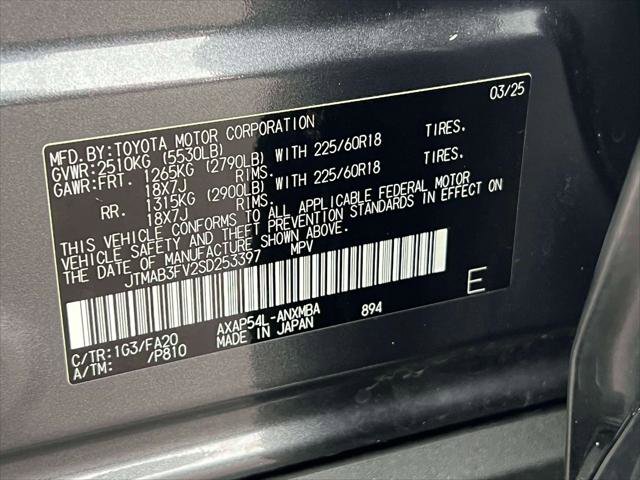 MFD.BY:TOYOTA MOTOR CORPORATION 03/25
GVWR:2510KG (5530LB)
GAWR:FRT. 1265KG (2790LB) WITH 225/60R18 TIRES.
18X7J RIMS.
RR. 1315KG (2900LB) WITH 225/60R18 TIRES.
18X7J RIMS.
THIS VEHICLE CONFORMS TO ALL APPLICABLE FEDERAL MOTOR
VEHICLE SAFETY AND THEFT PREVENTION STANDARDS IN EFFECT ON
THE DATE OF MANUFACTURE SHOWN ABOVE.
JTMAB3FV2SD253397 MPV
E
C/TR:1G3/FA20 AXAP54L-ANXMBA 894
A/TM: /P810 MADE IN JAPAN